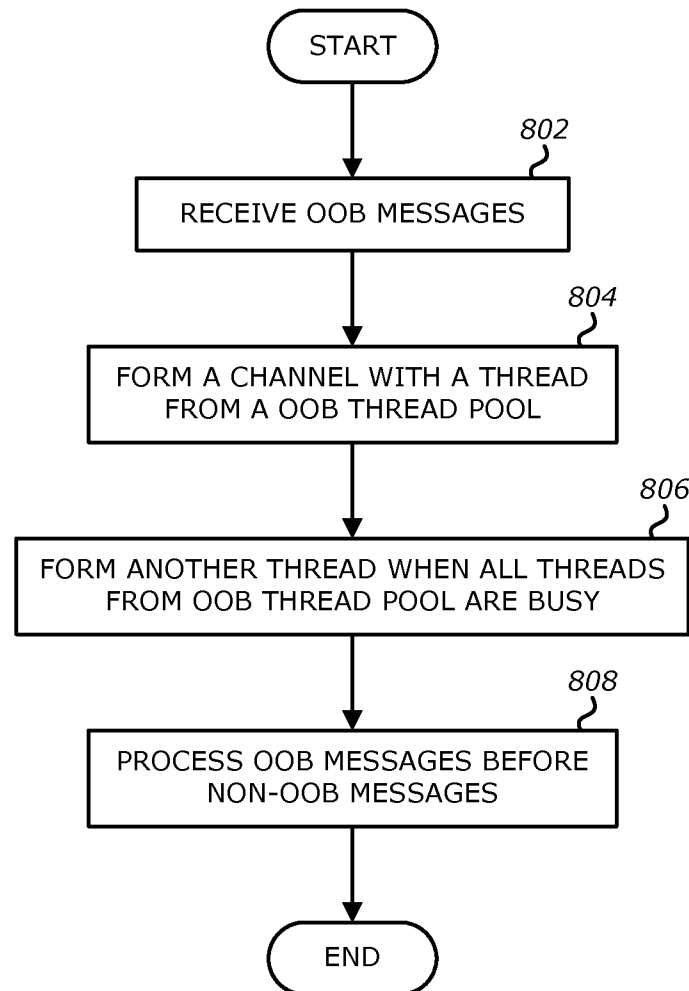 START
802
RECEIVE OOB MESSAGES
804
FORM A CHANNEL WITH A THREAD
FROM A OOB THREAD POOL
806
FORM ANOTHER THREAD WHEN ALL THREADS
FROM OOB THREAD POOL ARE BUSY
808
PROCESS OOB MESSAGES BEFORE
NON-OOB MESSAGES
END